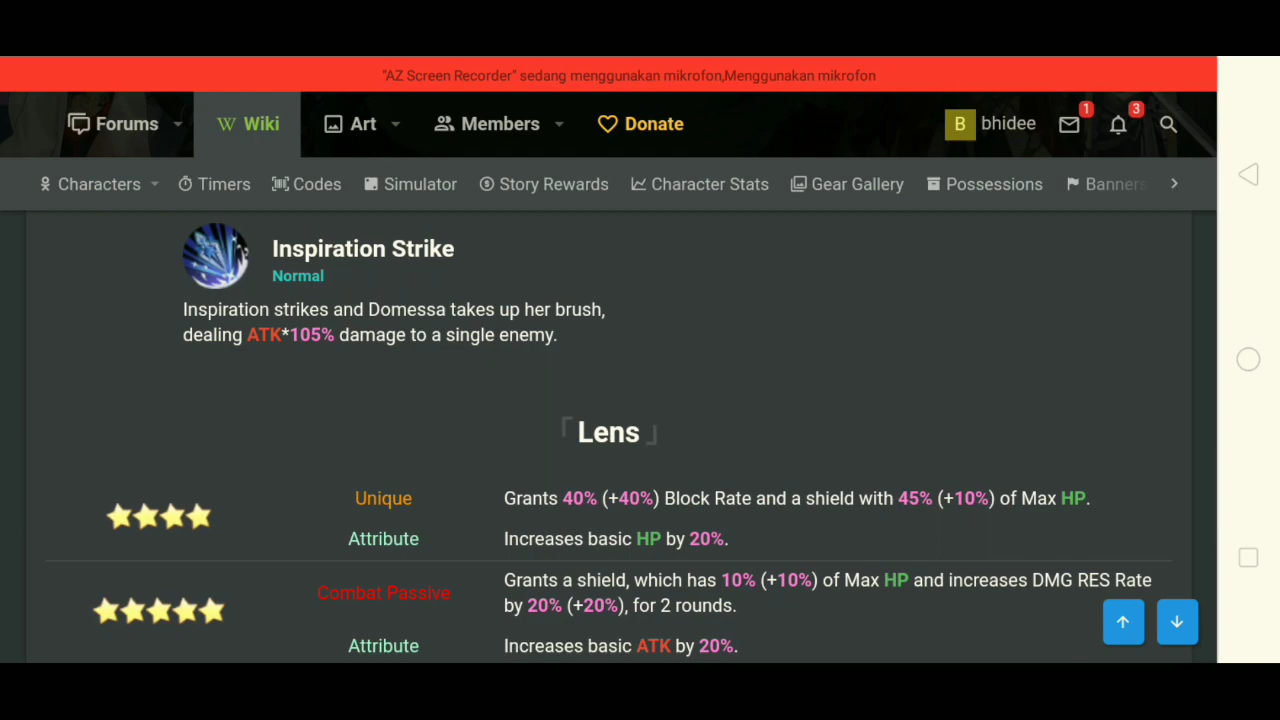 "AZ Screen Recorder" sedang menggunakan mikrofon,Menggunakan mikrofon
Forums W Wiki Art Members Donate B bhidee 1 3
Characters Timers Codes Simulator Story Rewards Character Stats Gear Gallery Possessions Banners
Inspiration Strike
Normal
Inspiration strikes and Domessa takes up her brush,
dealing ATK*105% damage to a single enemy.
「Lens」
Unique Grants 40% (+40%) Block Rate and a shield with 45% (+10%) of Max HP.
Attribute Increases basic HP by 20%.
Combat Passive Grants a shield, which has 10% (+10%) of Max HP and increases DMG RES Rate
by 20% (+20%), for 2 rounds.
Attribute Increases basic ATK by 20%.